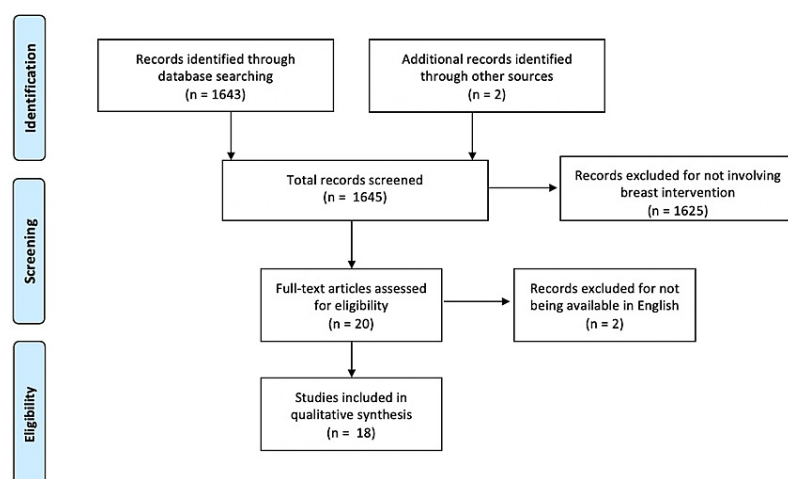 Identification
Records identified through
database searching
(n = 1643)
Additional records identified
through other sources
(n = 2)
Total records screened
(n = 1645)
Records excluded for not involving
breast intervention
(n = 1625)
Screening
Full-text articles assessed
for eligibility
(n = 20)
Records excluded for not
being available in English
(n = 2)
Eligibility
Studies included in
qualitative synthesis
(n = 18)